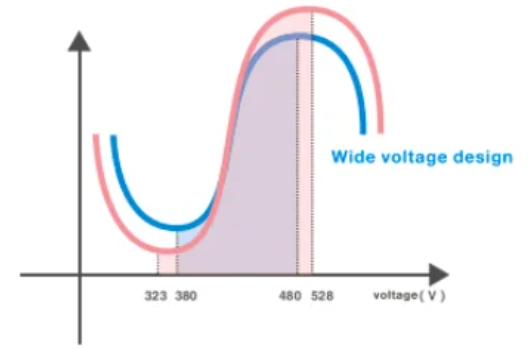 Wide voltage design
323 380 480 528 voltage( V )